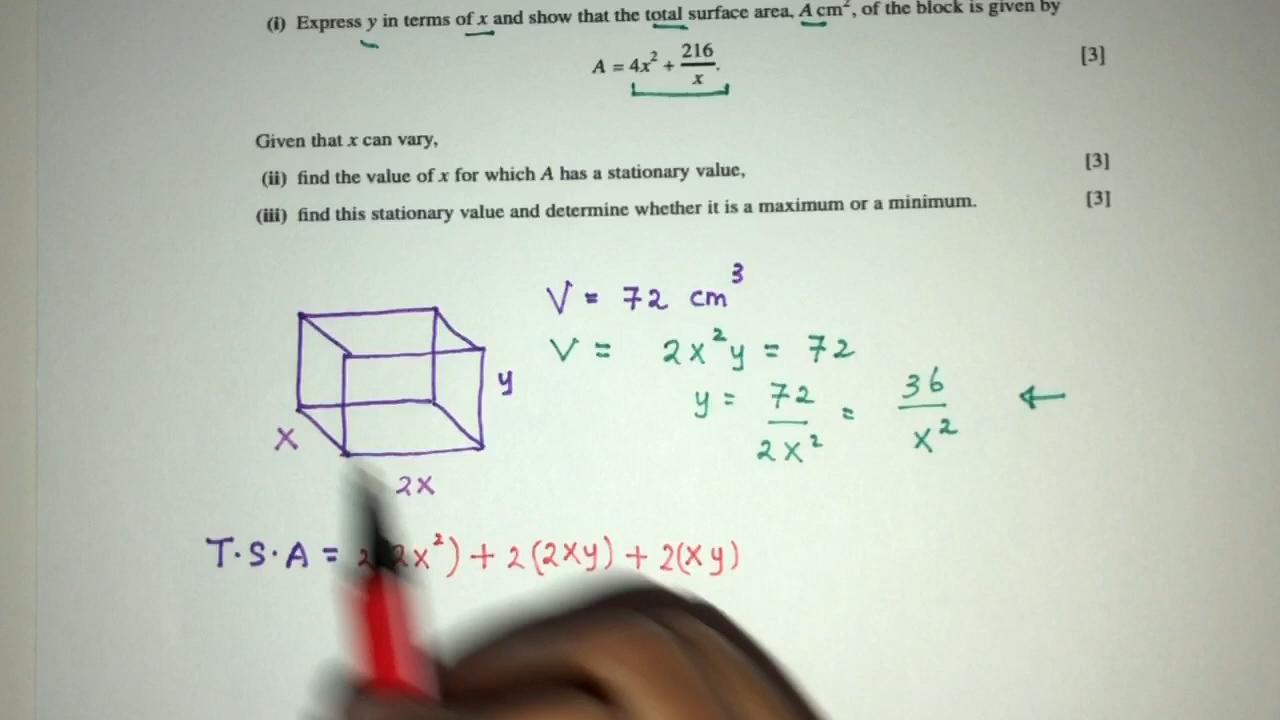 (i) Express y in terms of x and show that the total surface area, A cm², of the block is given by
A = 4x² + 216/x. [3]
Given that x can vary,
(ii) find the value of x for which A has a stationary value, [3]
(iii) find this stationary value and determine whether it is a maximum or a minimum. [3]
V = 72 cm³
V = 2x²y = 72
y = 72/2x² = 36/x² ←
y
x
2x
T.S.A = 2(2x²) + 2(2xy) + 2(xy)